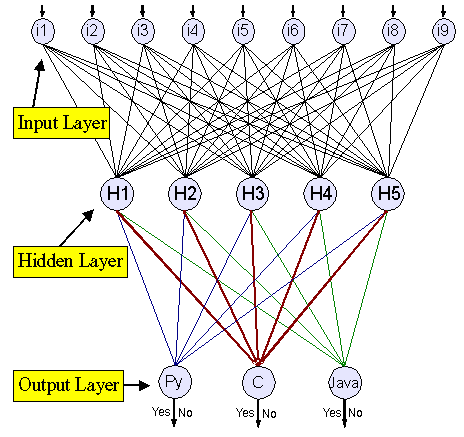 i1 i2 i3 i4 i5 i6 i7 i8 i9
Input Layer
H1 H2 H3 H4 H5
Hidden Layer
Output Layer
Py C Java
Yes No Yes No Yes No